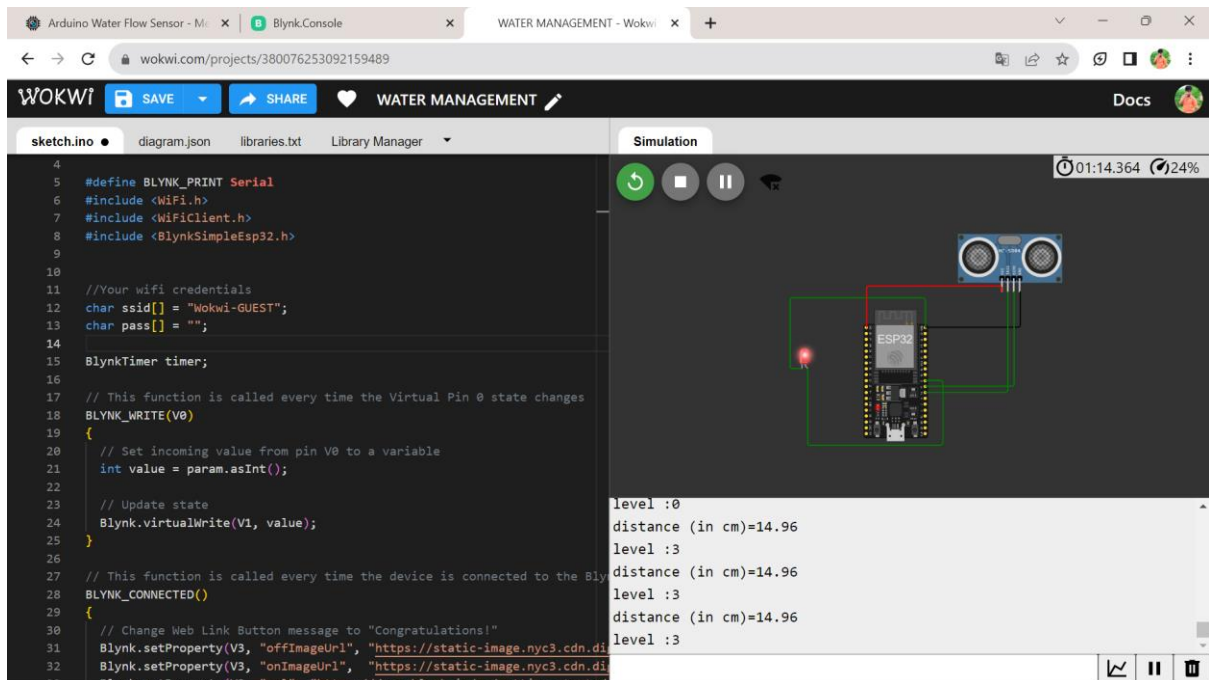 Arduino Water Flow Sensor - Me
Blynk.Console
WATER MANAGEMENT - Wokwi
wokwi.com/projects/380076253092159489
WOKWI
SAVE
SHARE
WATER MANAGEMENT
Docs
sketch.ino
diagram.json
libraries.txt
Library Manager
Simulation
01:14.364
24%
4
5 #define BLYNK_PRINT Serial
6 #include <WiFi.h>
7 #include <WiFiClient.h>
8 #include <BlynkSimpleEsp32.h>
9
10
11 //Your wifi credentials
12 char ssid[] = "Wokwi-GUEST";
13 char pass[] = "";
14
15 BlynkTimer timer;
16
17 // This function is called every time the Virtual Pin 0 state changes
18 BLYNK_WRITE(V0)
19 {
20 // Set incoming value from pin V0 to a variable
21 int value = param.asInt();
22
23 // Update state
24 Blynk.virtualWrite(V1, value);
25 }
26
27 // This function is called every time the device is connected to the Bly
28 BLYNK_CONNECTED()
29 {
30 // Change Web Link Button message to "Congratulations!"
31 Blynk.setProperty(V3, "offImageUrl", "https://static-image.nyc3.cdn.di
32 Blynk.setProperty(V3, "onImageUrl", "https://static-image.nyc3.cdn.di
ESP32
level :0
distance (in cm)=14.96
level :3
distance (in cm)=14.96
level :3
distance (in cm)=14.96
level :3